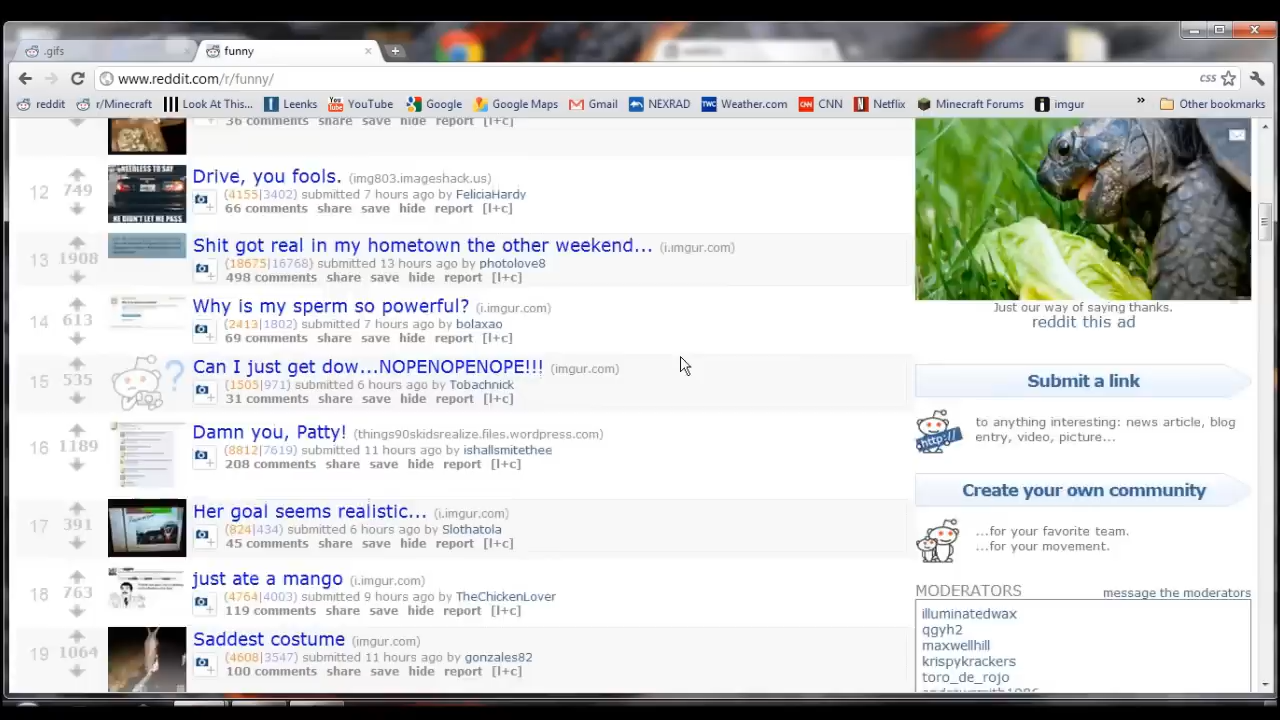 .gifs
funny
www.reddit.com/r/funny/
CSS
reddit r/Minecraft Look At This... Leenks YouTube Google Google Maps Gmail NEXRAD Weather.com CNN Netflix Minecraft Forums imgur » Other bookmarks
36 comments share save hide report [l+c]
NEEDLESS TO SAY
HE DIDN'T LET ME PASS
12 749 Drive, you fools. (img803.imageshack.us)
(4155|3402) submitted 7 hours ago by FeliciaHardy
66 comments share save hide report [l+c]
13 1908 Shit got real in my hometown the other weekend... (i.imgur.com)
(18675|16768) submitted 13 hours ago by photolove8
498 comments share save hide report [l+c]
14 613 Why is my sperm so powerful? (i.imgur.com)
(2413|1802) submitted 7 hours ago by bolaxao
69 comments share save hide report [l+c]
15 535 Can I just get dow...NOPENOPENOPE!!! (imgur.com)
(1505|971) submitted 6 hours ago by Tobachnick
31 comments share save hide report [l+c]
16 1189 Damn you, Patty! (things90skidsrealize.files.wordpress.com)
(8812|7619) submitted 11 hours ago by ishallsmitethee
208 comments share save hide report [l+c]
17 391 Her goal seems realistic... (i.imgur.com)
(824|434) submitted 6 hours ago by Slothatola
45 comments share save hide report [l+c]
18 763 just ate a mango (i.imgur.com)
(4764|4003) submitted 9 hours ago by TheChickenLover
119 comments share save hide report [l+c]
19 1064 Saddest costume (imgur.com)
(4608|3547) submitted 11 hours ago by gonzales82
100 comments share save hide report [l+c]
Just our way of saying thanks.
reddit this ad
Submit a link
http://
to anything interesting: news article, blog
entry, video, picture...
Create your own community
...for your favorite team.
...for your movement.
MODERATORS message the moderators
illuminatedwax
qgyh2
maxwellhill
krispykrackers
toro_de_rojo